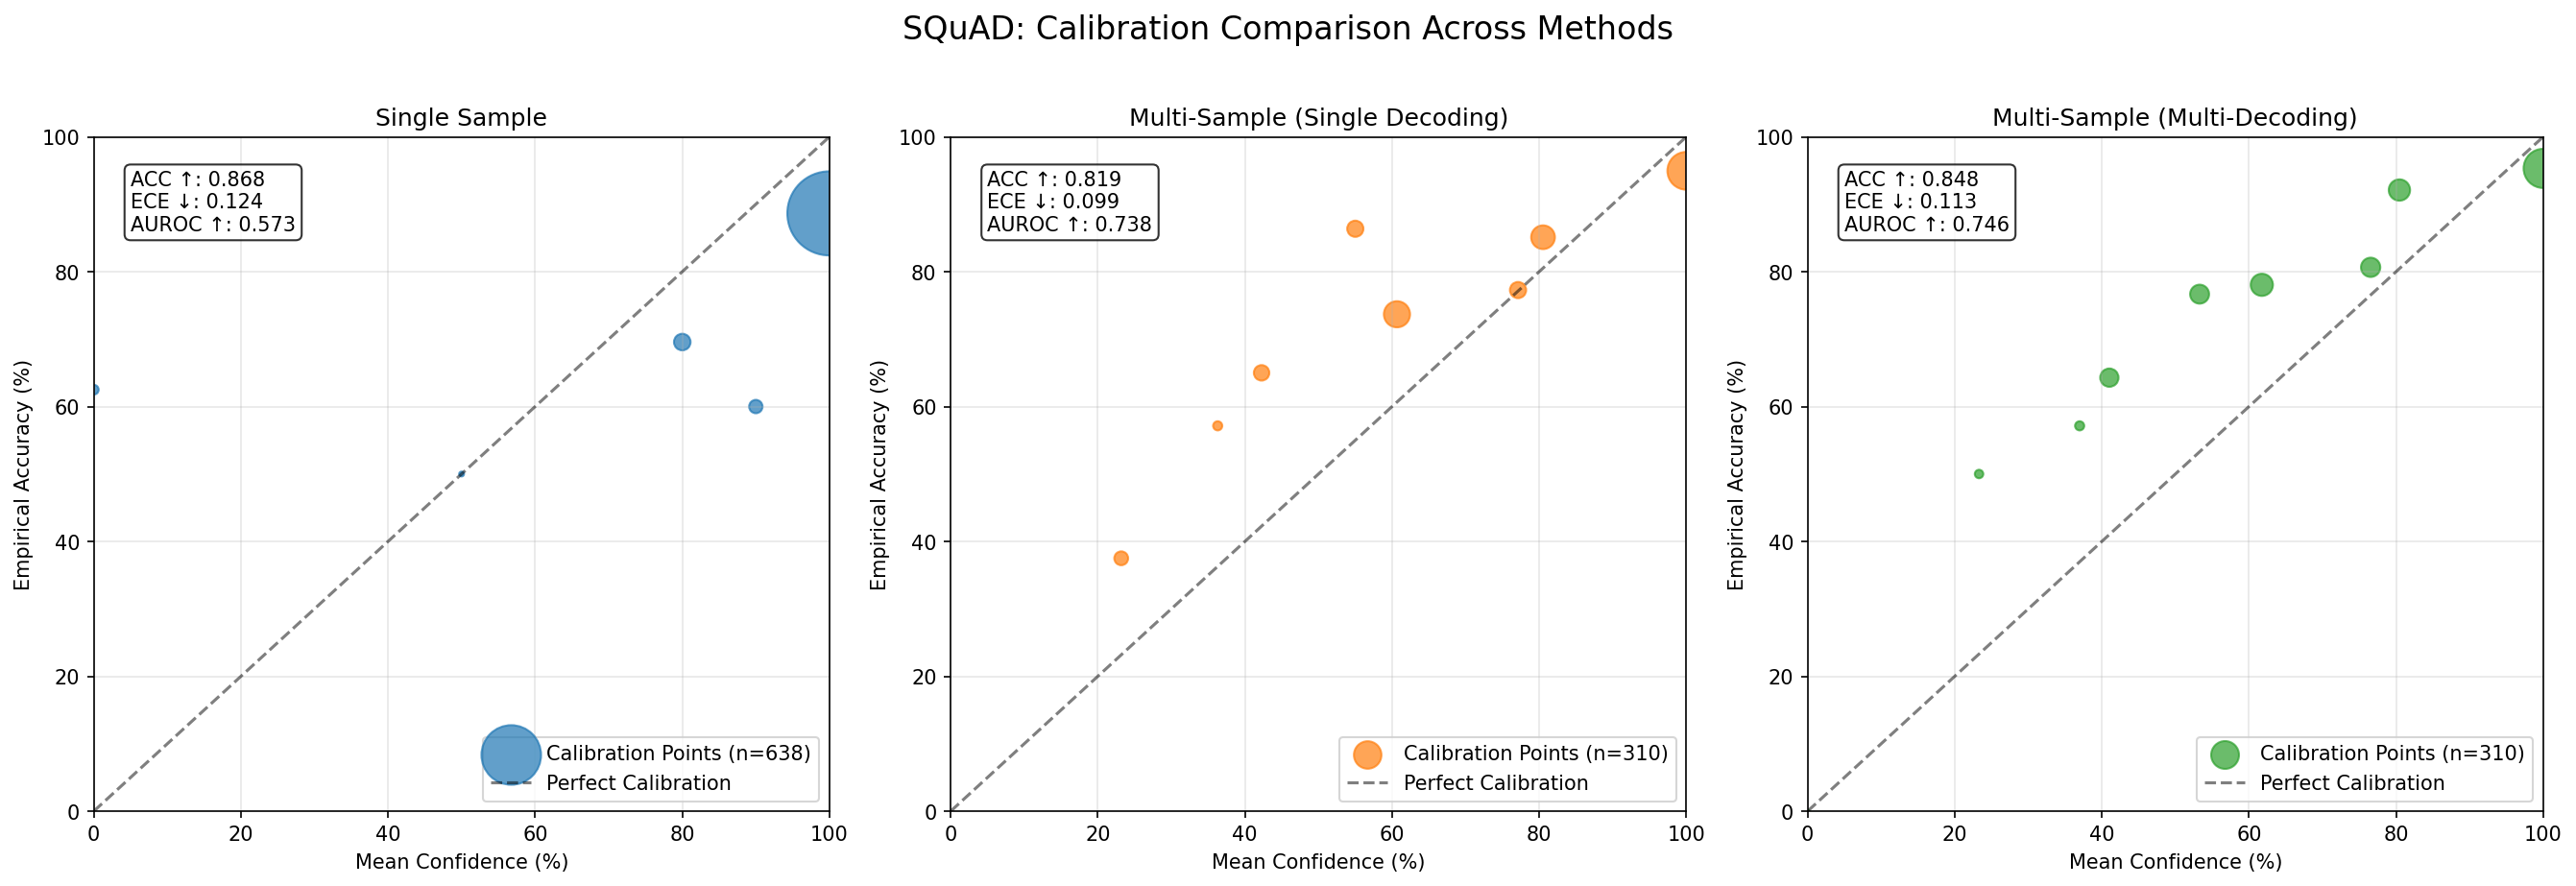 SQuAD: Calibration Comparison Across Methods
Single Sample
ACC ↑: 0.868
ECE ↓: 0.124
AUROC ↑: 0.573
100
80
60
40
20
0
Empirical Accuracy (%)
Calibration Points (n=638)
Perfect Calibration
0 20 40 60 80 100
Mean Confidence (%)
Multi-Sample (Single Decoding)
ACC ↑: 0.819
ECE ↓: 0.099
AUROC ↑: 0.738
100
80
60
40
20
0
Empirical Accuracy (%)
Calibration Points (n=310)
Perfect Calibration
0 20 40 60 80 100
Mean Confidence (%)
Multi-Sample (Multi-Decoding)
ACC ↑: 0.848
ECE ↓: 0.113
AUROC ↑: 0.746
100
80
60
40
20
0
Empirical Accuracy (%)
Calibration Points (n=310)
Perfect Calibration
0 20 40 60 80 100
Mean Confidence (%)